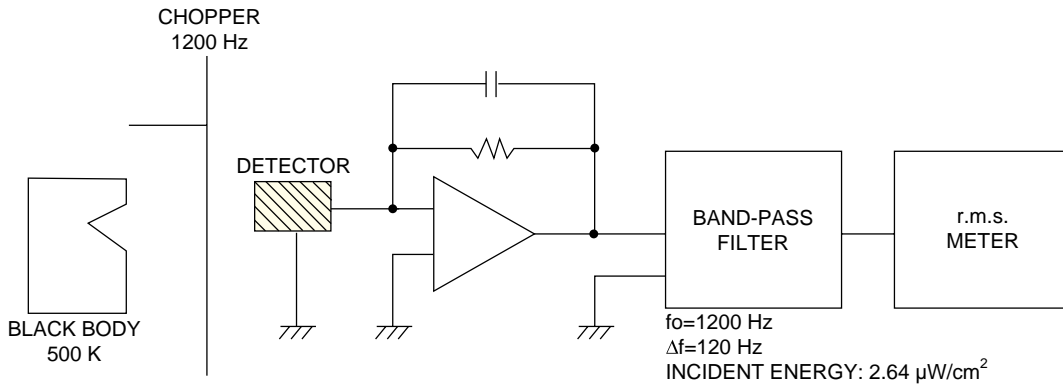 CHOPPER
1200 Hz
DETECTOR
BLACK BODY
500 K
BAND-PASS
FILTER
r.m.s.
METER
fo=1200 Hz
Δf=120 Hz
INCIDENT ENERGY: 2.64 μW/cm²